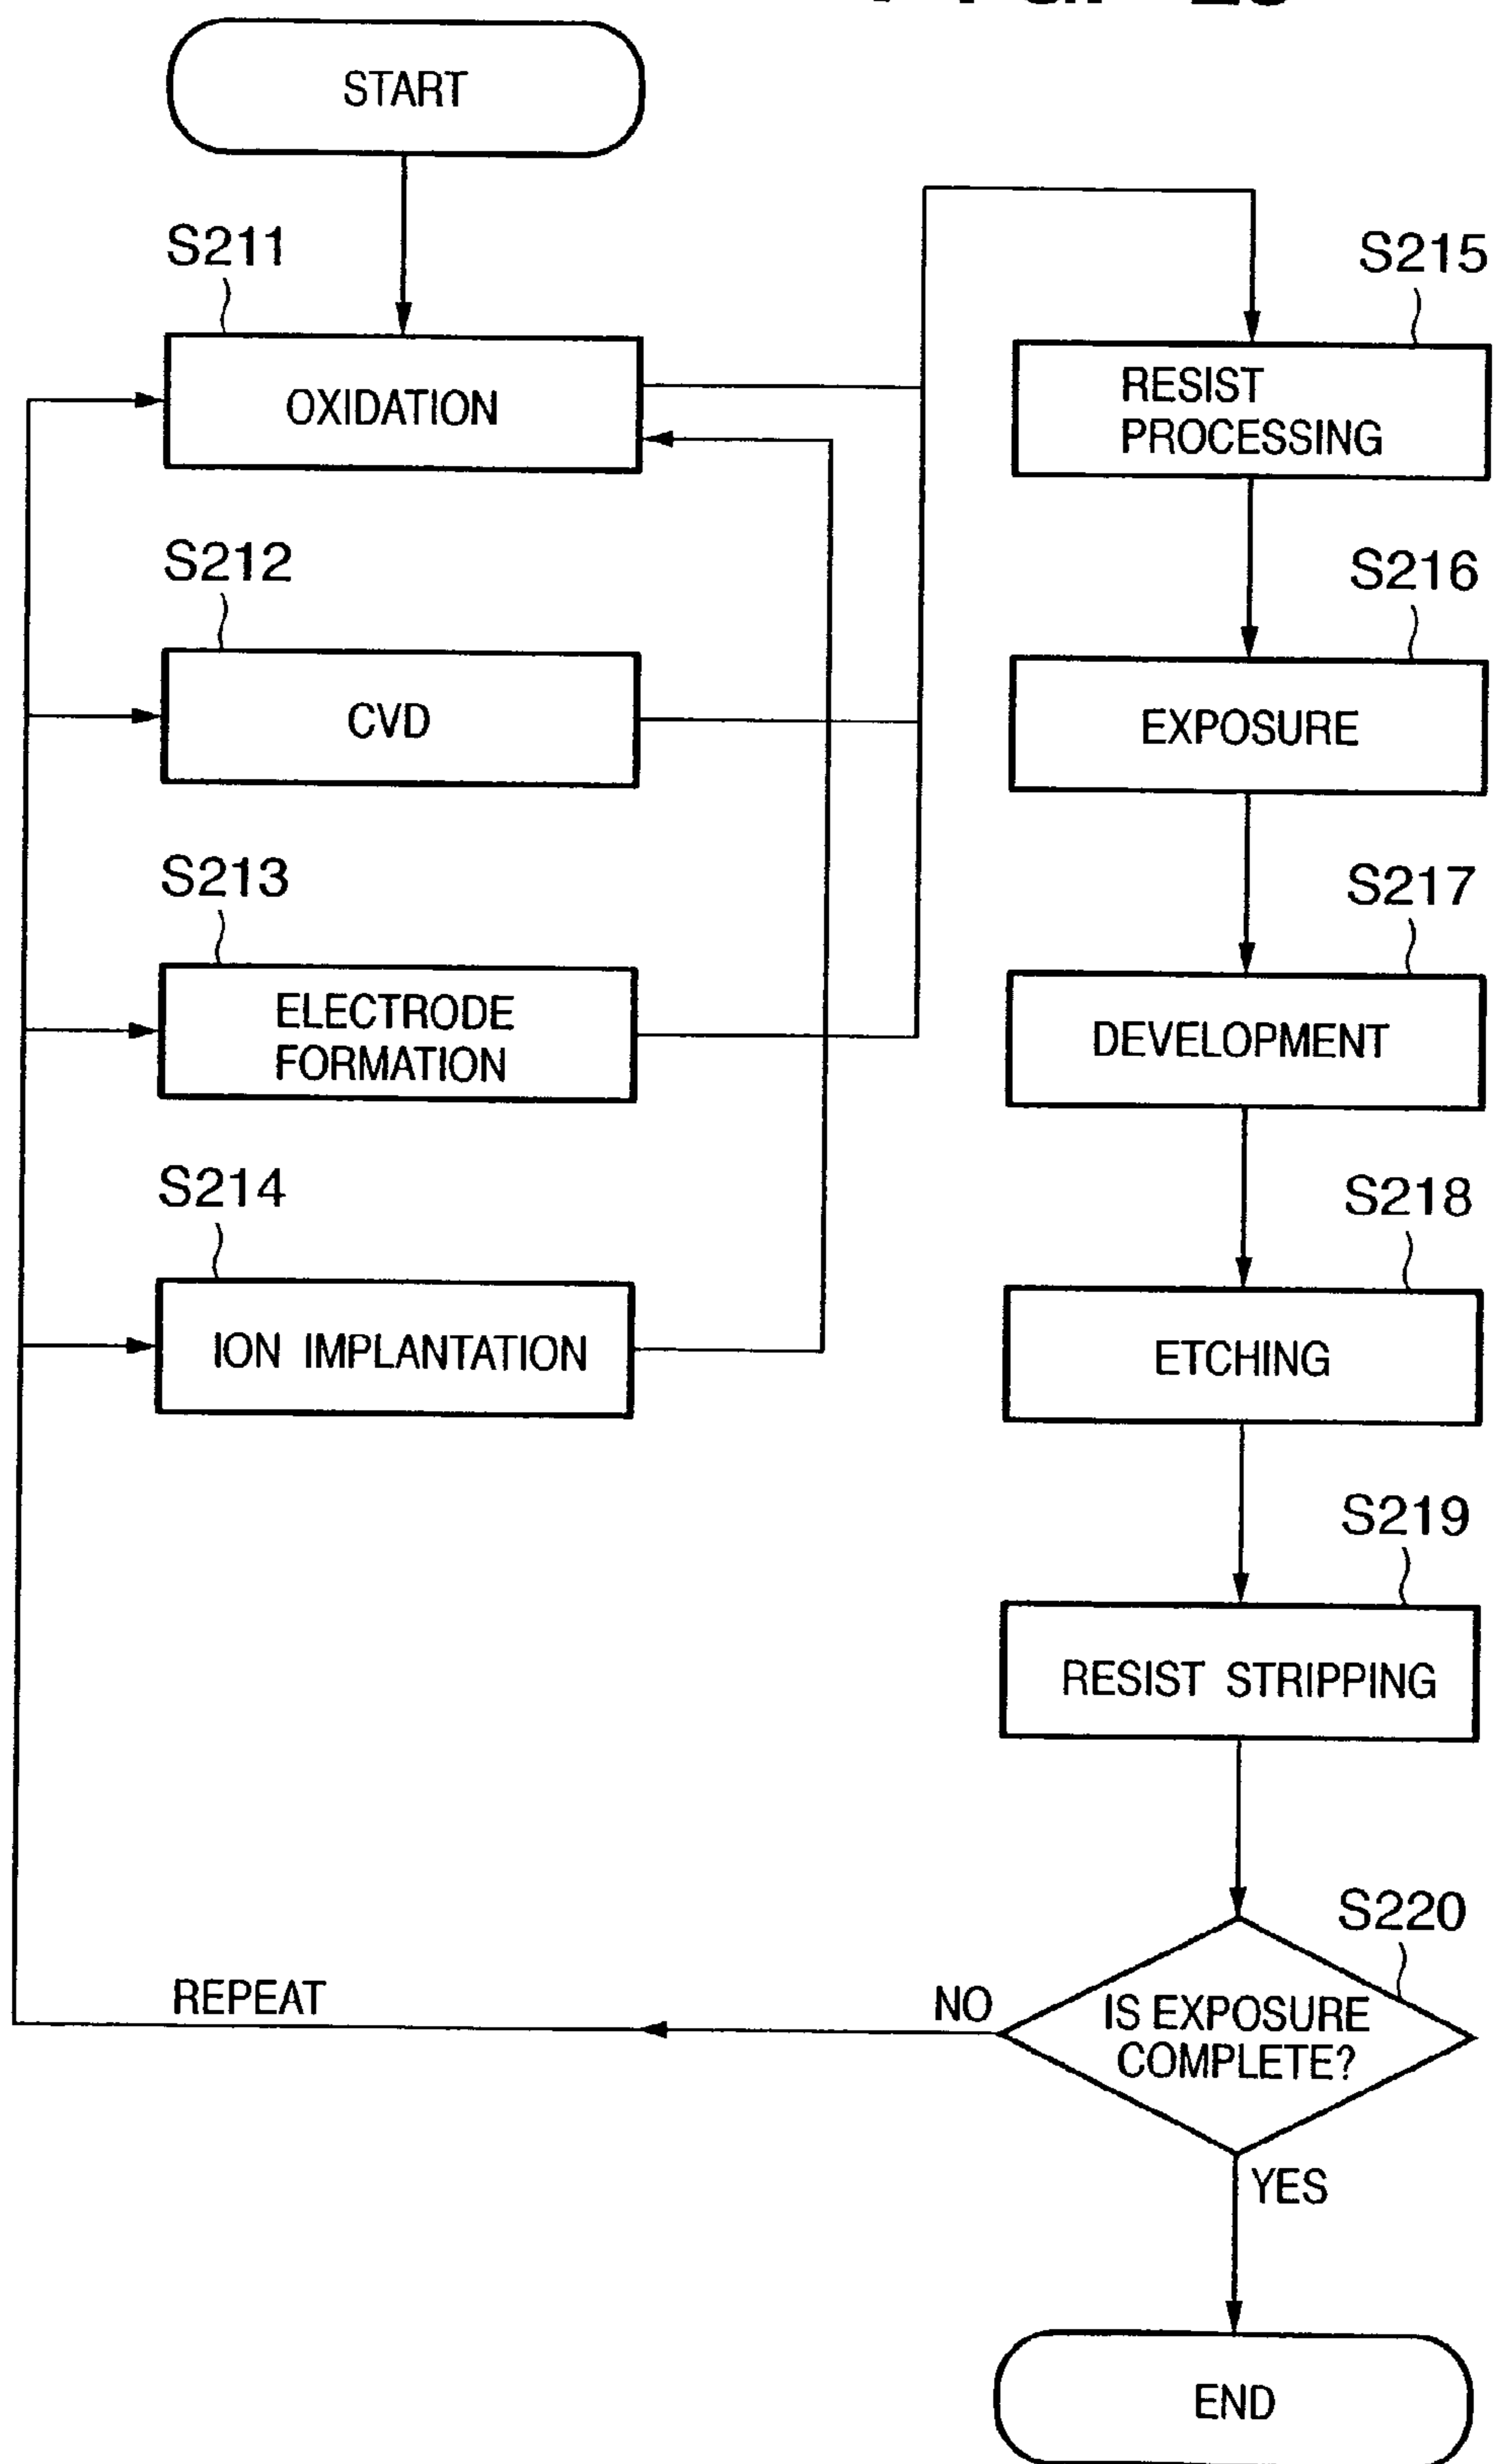 START
S211
OXIDATION
S212
CVD
S213
ELECTRODE
FORMATION
S214
ION IMPLANTATION
S215
RESIST
PROCESSING
S216
EXPOSURE
S217
DEVELOPMENT
S218
ETCHING
S219
RESIST STRIPPING
S220
IS EXPOSURE
COMPLETE?
NO
REPEAT
YES
END